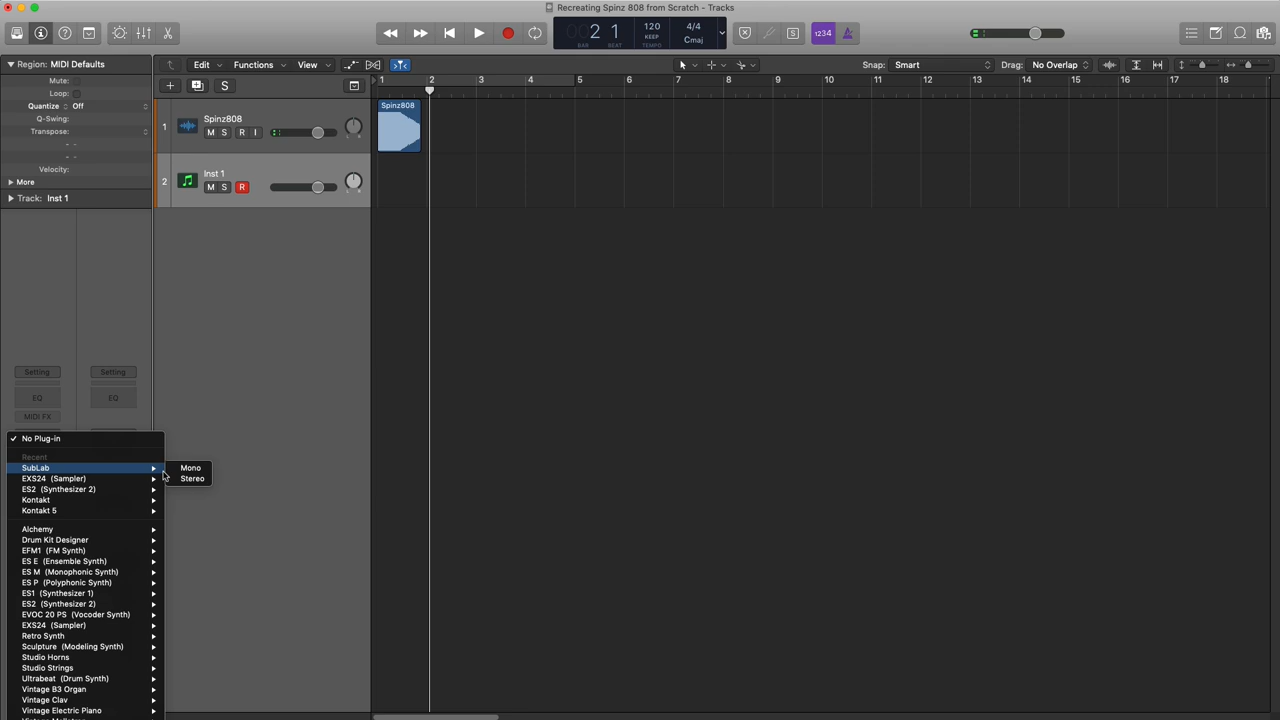 Recreating Spinz 808 from Scratch - Tracks
002 1
BAR BEAT
120
KEEP
TEMPO
4/4
Cmaj
1234
Region: MIDI Defaults
Edit Functions View
Snap: Smart Drag: No Overlap
Mute:
Loop:
Quantize Off
Q-Swing:
Transpose:
Velocity:
More
Track: Inst 1
S
1 2 3 4 5 6 7 8 9 10 11 12 13 14 15 16 17 18
1
Spinz808
M S R I
L R
Spinz808
2
Inst 1
M S R
L R
Setting Setting
EQ EQ
MIDI FX
No Plug-in
Recent
SubLab
EXS24 (Sampler)
ES2 (Synthesizer 2)
Kontakt
Kontakt 5
Mono
Stereo
Alchemy
Drum Kit Designer
EFM1 (FM Synth)
ES E (Ensemble Synth)
ES M (Monophonic Synth)
ES P (Polyphonic Synth)
ES1 (Synthesizer 1)
ES2 (Synthesizer 2)
EVOC 20 PS (Vocoder Synth)
EXS24 (Sampler)
Retro Synth
Sculpture (Modeling Synth)
Studio Horns
Studio Strings
Ultrabeat (Drum Synth)
Vintage B3 Organ
Vintage Clav
Vintage Electric Piano